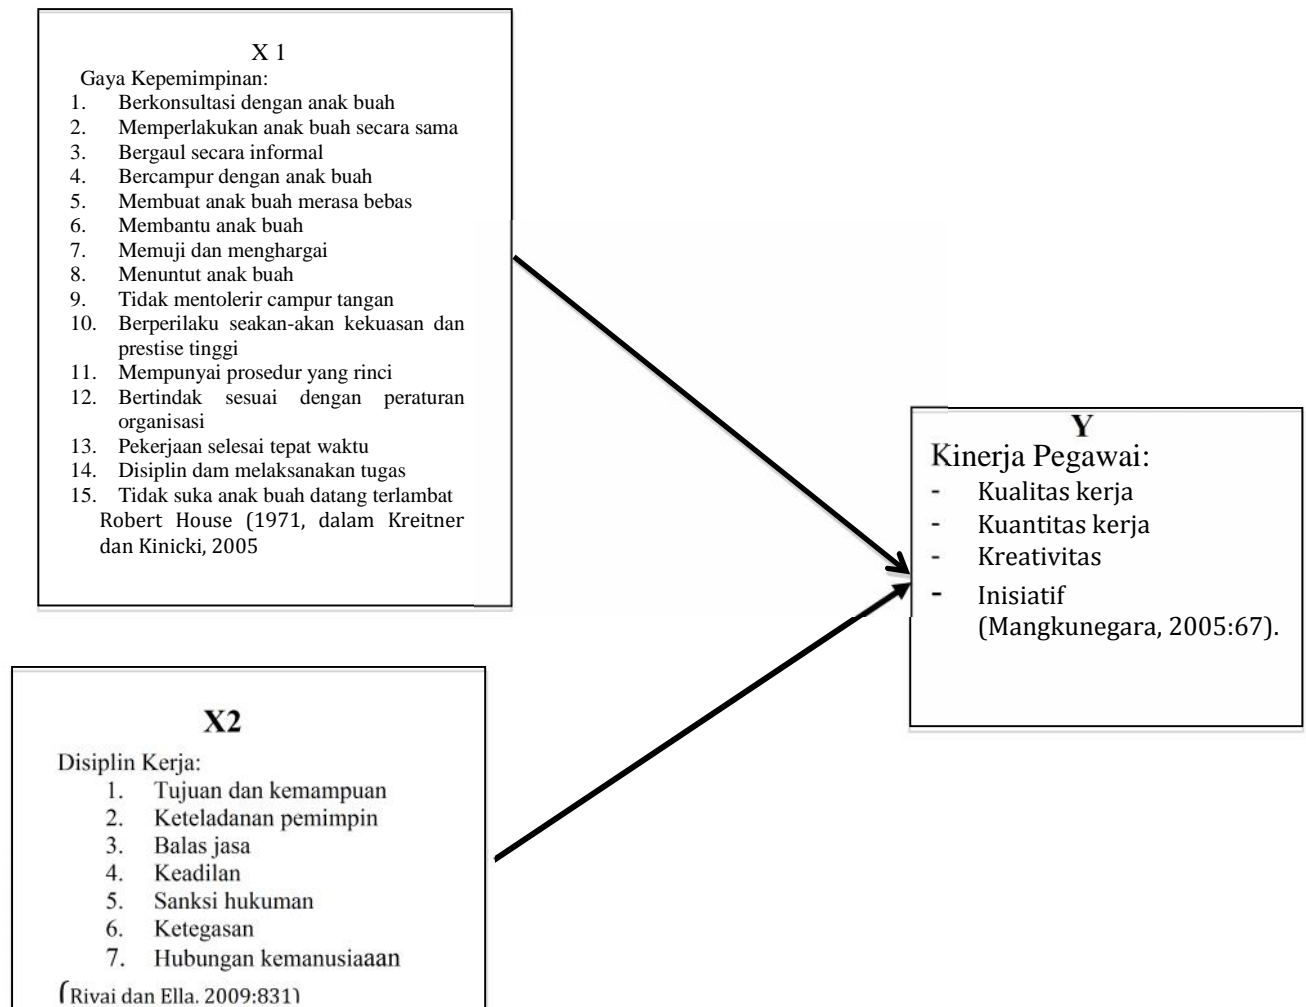 X 1
Gaya Kepemimpinan:
1. Berkonsultasi dengan anak buah
2. Memperlakukan anak buah secara sama
3. Bergaul secara informal
4. Bercampur dengan anak buah
5. Membuat anak buah merasa bebas
6. Membantu anak buah
7. Memuji dan menghargai
8. Menuntut anak buah
9. Tidak mentolerir campur tangan
10. Berperilaku seakan-akan kekuasan dan
prestise tinggi
11. Mempunyai prosedur yang rinci
12. Bertindak sesuai dengan peraturan
organisasi
13. Pekerjaan selesai tepat waktu
14. Disiplin dam melaksanakan tugas
15. Tidak suka anak buah datang terlambat
Robert House (1971, dalam Kreitner
dan Kinicki, 2005
X2
Disiplin Kerja:
1. Tujuan dan kemampuan
2. Keteladanan pemimpin
3. Balas jasa
4. Keadilan
5. Sanksi hukuman
6. Ketegasan
7. Hubungan kemanusiaaan
(Rivai dan Ella. 2009:831)
Y
Kinerja Pegawai:
- Kualitas kerja
- Kuantitas kerja
- Kreativitas
- Inisiatif
(Mangkunegara, 2005:67).